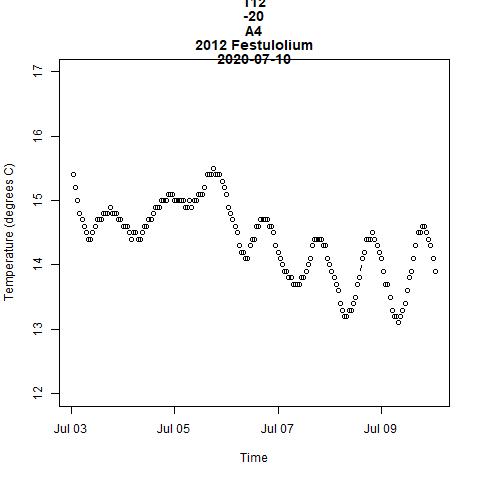 T12
-20
A4
2012 Festulolium
2020-07-10
Temperature (degrees C)
17
16
15
14
13
12
Jul 03
Jul 05
Jul 07
Jul 09
Time